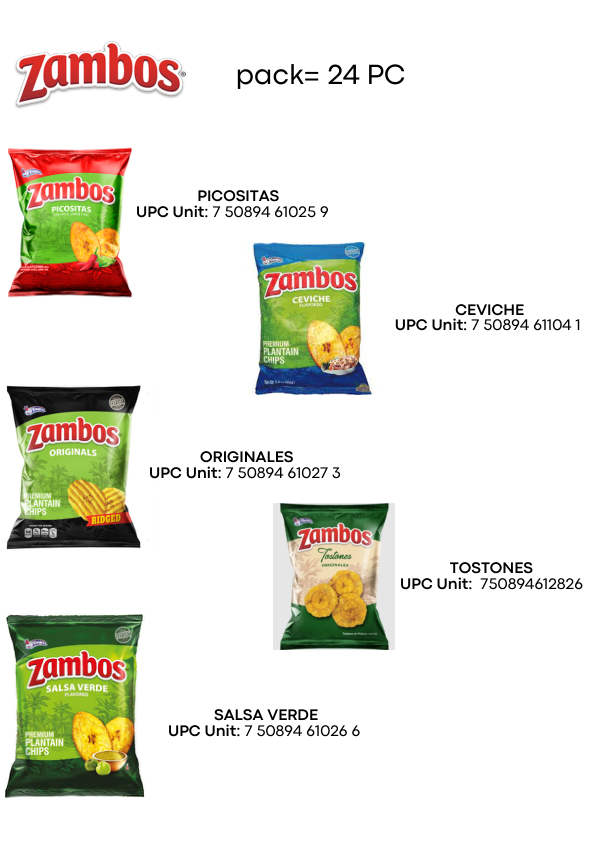 Zambos®
pack= 24 PC
Zambos
PICOSITAS
PICOSITAS
UPC Unit: 7 50894 61025 9
Zambos
CEVICHE
FLAVORED
PREMIUM
PLANTAIN
CHIPS
CEVICHE
UPC Unit: 7 50894 61104 1
Zambos
ORIGINALS
PREMIUM
PLANTAIN
CHIPS
RIDGED
ORIGINALES
UPC Unit: 7 50894 61027 3
Zambos
Tostones
ORIGINALES
TOSTONES
UPC Unit: 750894612826
Zambos
SALSA VERDE
FLAVORED
PREMIUM
PLANTAIN
CHIPS
SALSA VERDE
UPC Unit: 7 50894 61026 6